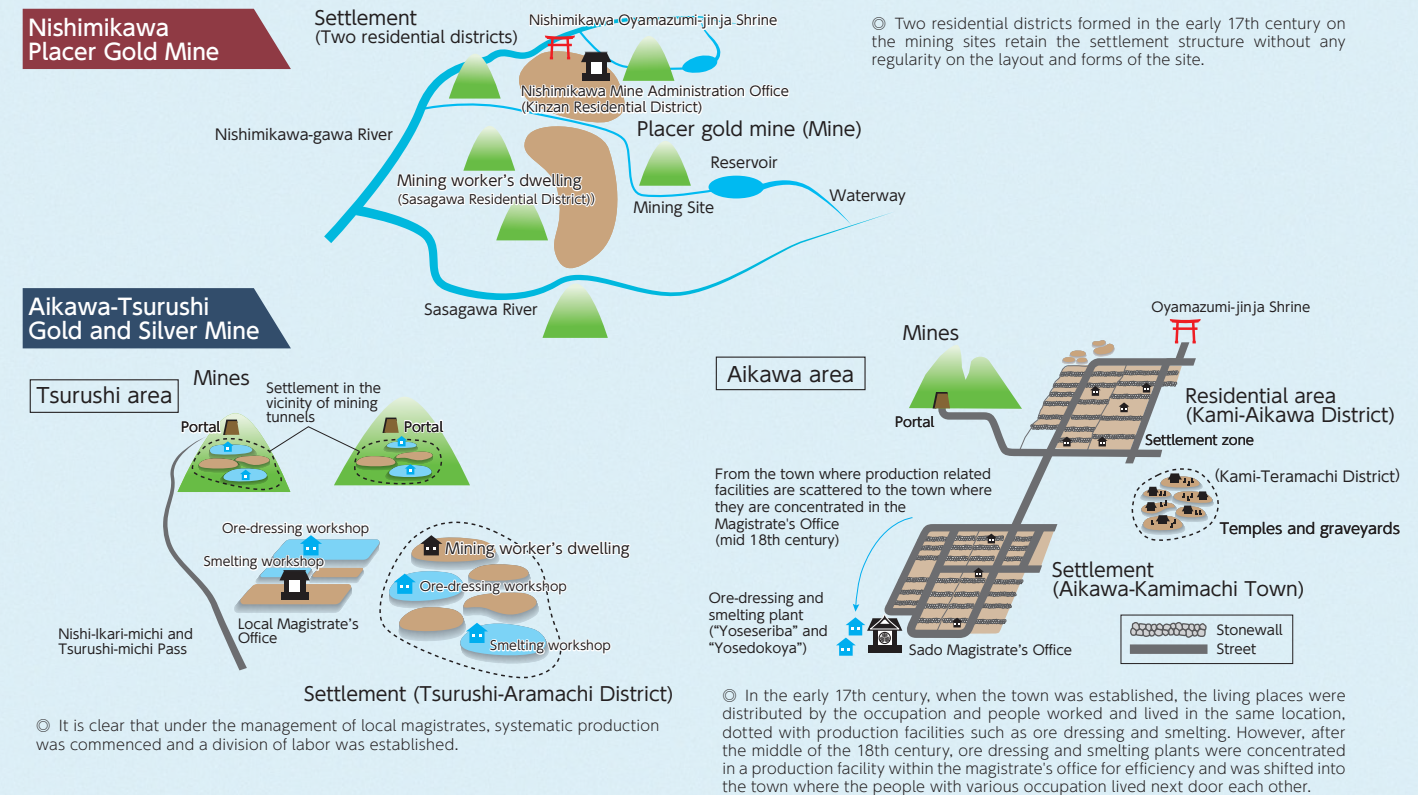 Nishimikawa
Placer Gold Mine
Settlement
(Two residential districts)
Nishimikawa Oyamazumi-jinja Shrine
◎ Two residential districts formed in the early 17th century on
the mining sites retain the settlement structure without any
regularity on the layout and forms of the site.
Nishimikawa Mine Administration Office
(Kinzan Residential District)
Nishimikawa-gawa River
Placer gold mine (Mine)
Reservoir
Mining worker's dwelling
(Sasagawa Residential District))
Mining Site
Waterway
Sasagawa River
Aikawa-Tsurushi
Gold and Silver Mine
Tsurushi area
Mines
Settlement in the
vicinity of mining
tunnels
Portal
Portal
Ore-dressing workshop
Smelting workshop
Local Magistrate's
Office
Nishi-Ikari-michi and
Tsurushi-michi Pass
Mining worker's dwelling
Ore-dressing workshop
Smelting workshop
Settlement (Tsurushi-Aramachi District)
◎ It is clear that under the management of local magistrates, systematic production
was commenced and a division of labor was established.
Aikawa area
Mines
Oyamazumi-jinja Shrine
Portal
Residential area
(Kami-Aikawa District)
Settlement zone
From the town where production related
facilities are scattered to the town where
they are concentrated in the
Magistrate's Office
(mid 18th century)
(Kami-Teramachi District)
Temples and graveyards
Settlement
(Aikawa-Kamimachi Town)
Ore-dressing and
smelting plant
("Yoseseriba" and
"Yosedokoya")
Sado Magistrate's Office
Stonewall
Street
◎ In the early 17th century, when the town was established, the living places were
distributed by the occupation and people worked and lived in the same location,
dotted with production facilities such as ore dressing and smelting. However, after
the middle of the 18th century, ore dressing and smelting plants were concentrated
in a production facility within the magistrate's office for efficiency and was shifted into
the town where the people with various occupation lived next door each other.